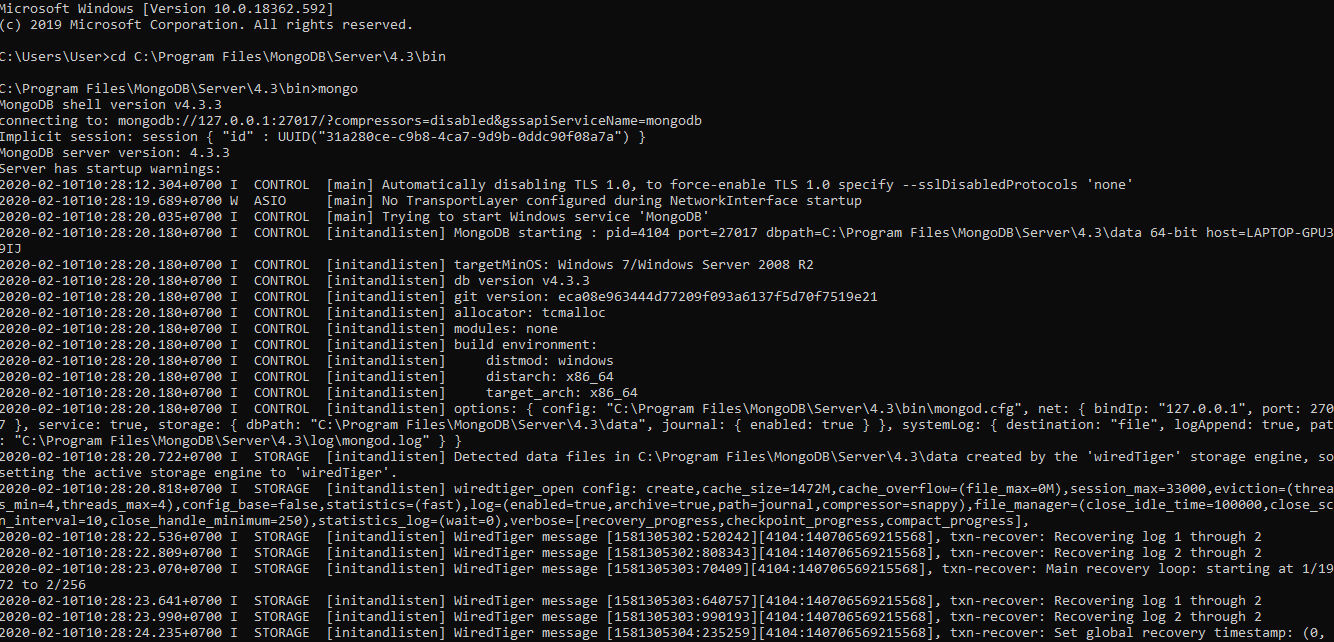 Microsoft Windows [Version 10.0.18362.592]
(c) 2019 Microsoft Corporation. All rights reserved.
C:\Users\User>cd C:\Program Files\MongoDB\Server\4.3\bin
C:\Program Files\MongoDB\Server\4.3\bin>mongo
MongoDB shell version v4.3.3
connecting to: mongodb://127.0.0.1:27017/?compressors=disabled&gssapiServiceName=mongodb
Implicit session: session { "id" : UUID("31a280ce-c9b8-4ca7-9d9b-0ddc90f08a7a") }
MongoDB server version: 4.3.3
Server has startup warnings:
2020-02-10T10:28:12.304+0700 I  CONTROL  [main] Automatically disabling TLS 1.0, to force-enable TLS 1.0 specify --sslDisabledProtocols 'none'
2020-02-10T10:28:19.689+0700 W  ASIO     [main] No TransportLayer configured during NetworkInterface startup
2020-02-10T10:28:20.035+0700 I  CONTROL  [main] Trying to start Windows service 'MongoDB'
2020-02-10T10:28:20.180+0700 I  CONTROL  [initandlisten] MongoDB starting : pid=4104 port=27017 dbpath=C:\Program Files\MongoDB\Server\4.3\data 64-bit host=LAPTOP-GPU3
9IJ
2020-02-10T10:28:20.180+0700 I  CONTROL  [initandlisten] targetMinOS: Windows 7/Windows Server 2008 R2
2020-02-10T10:28:20.180+0700 I  CONTROL  [initandlisten] db version v4.3.3
2020-02-10T10:28:20.180+0700 I  CONTROL  [initandlisten] git version: eca08e963444d77209f093a6137f5d70f7519e21
2020-02-10T10:28:20.180+0700 I  CONTROL  [initandlisten] allocator: tcmalloc
2020-02-10T10:28:20.180+0700 I  CONTROL  [initandlisten] modules: none
2020-02-10T10:28:20.180+0700 I  CONTROL  [initandlisten] build environment:
2020-02-10T10:28:20.180+0700 I  CONTROL  [initandlisten]     distmod: windows
2020-02-10T10:28:20.180+0700 I  CONTROL  [initandlisten]     distarch: x86_64
2020-02-10T10:28:20.180+0700 I  CONTROL  [initandlisten]     target_arch: x86_64
2020-02-10T10:28:20.180+0700 I  CONTROL  [initandlisten] options: { config: "C:\Program Files\MongoDB\Server\4.3\bin\mongod.cfg", net: { bindIp: "127.0.0.1", port: 270
7 }, service: true, storage: { dbPath: "C:\Program Files\MongoDB\Server\4.3\data", journal: { enabled: true } }, systemLog: { destination: "file", logAppend: true, pat
: "C:\Program Files\MongoDB\Server\4.3\log\mongod.log" } }
2020-02-10T10:28:20.722+0700 I  STORAGE  [initandlisten] Detected data files in C:\Program Files\MongoDB\Server\4.3\data created by the 'wiredTiger' storage engine, so
setting the active storage engine to 'wiredTiger'.
2020-02-10T10:28:20.818+0700 I  STORAGE  [initandlisten] wiredtiger_open config: create,cache_size=1472M,cache_overflow=(file_max=0M),session_max=33000,eviction=(threa
s_min=4,threads_max=4),config_base=false,statistics=(fast),log=(enabled=true,archive=true,path=journal,compressor=snappy),file_manager=(close_idle_time=100000,close_sc
n_interval=10,close_handle_minimum=250),statistics_log=(wait=0),verbose=[recovery_progress,checkpoint_progress,compact_progress],
2020-02-10T10:28:22.536+0700 I  STORAGE  [initandlisten] WiredTiger message [1581305302:520242][4104:140706569215568], txn-recover: Recovering log 1 through 2
2020-02-10T10:28:22.809+0700 I  STORAGE  [initandlisten] WiredTiger message [1581305302:808343][4104:140706569215568], txn-recover: Recovering log 2 through 2
2020-02-10T10:28:23.070+0700 I  STORAGE  [initandlisten] WiredTiger message [1581305303:70409][4104:140706569215568], txn-recover: Main recovery loop: starting at 1/19
72 to 2/256
2020-02-10T10:28:23.641+0700 I  STORAGE  [initandlisten] WiredTiger message [1581305303:640757][4104:140706569215568], txn-recover: Recovering log 1 through 2
2020-02-10T10:28:23.990+0700 I  STORAGE  [initandlisten] WiredTiger message [1581305303:990193][4104:140706569215568], txn-recover: Recovering log 2 through 2
2020-02-10T10:28:24.235+0700 I  STORAGE  [initandlisten] WiredTiger message [1581305304:235259][4104:140706569215568], txn-recover: Set global recovery timestamp: (0,